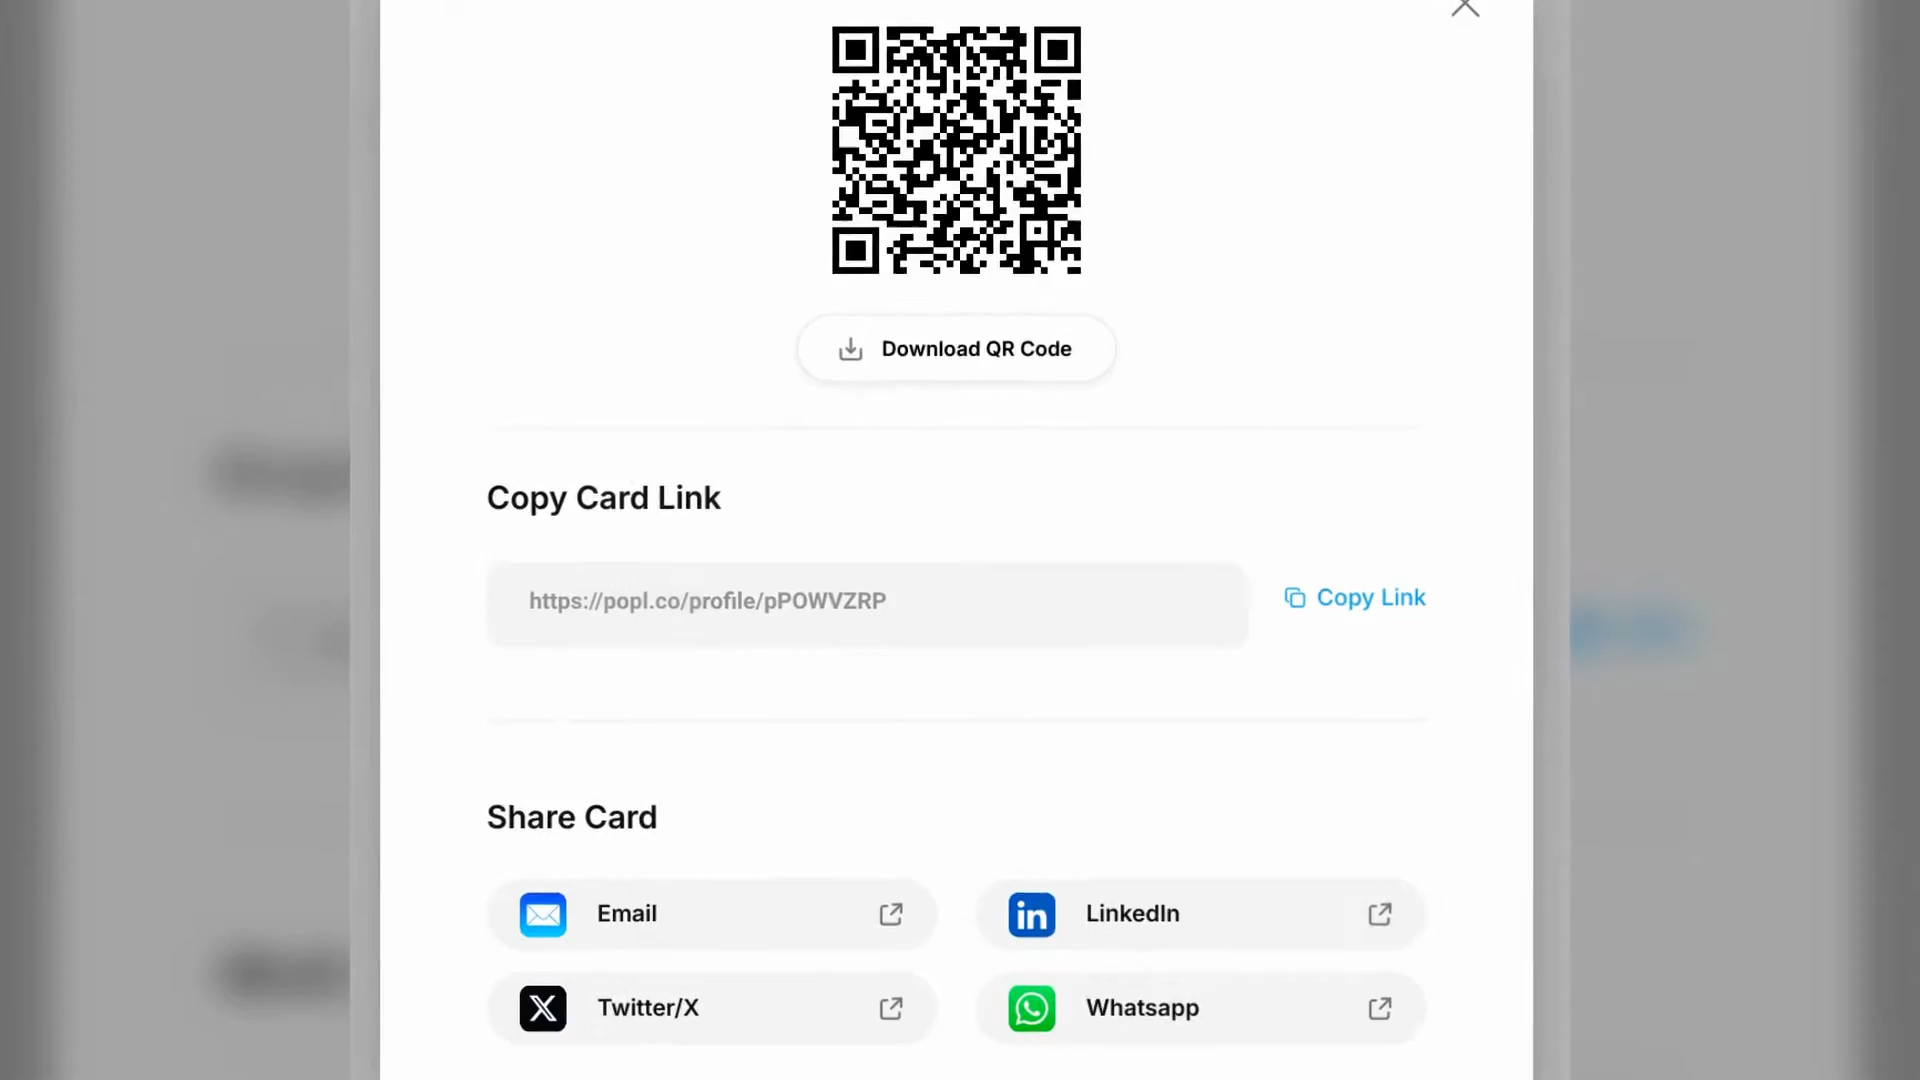 Download QR Code
Copy Card Link
https://popl.co/profile/pPOWVZRP
Copy Link
Share Card
Email
LinkedIn
Twitter/X
Whatsapp